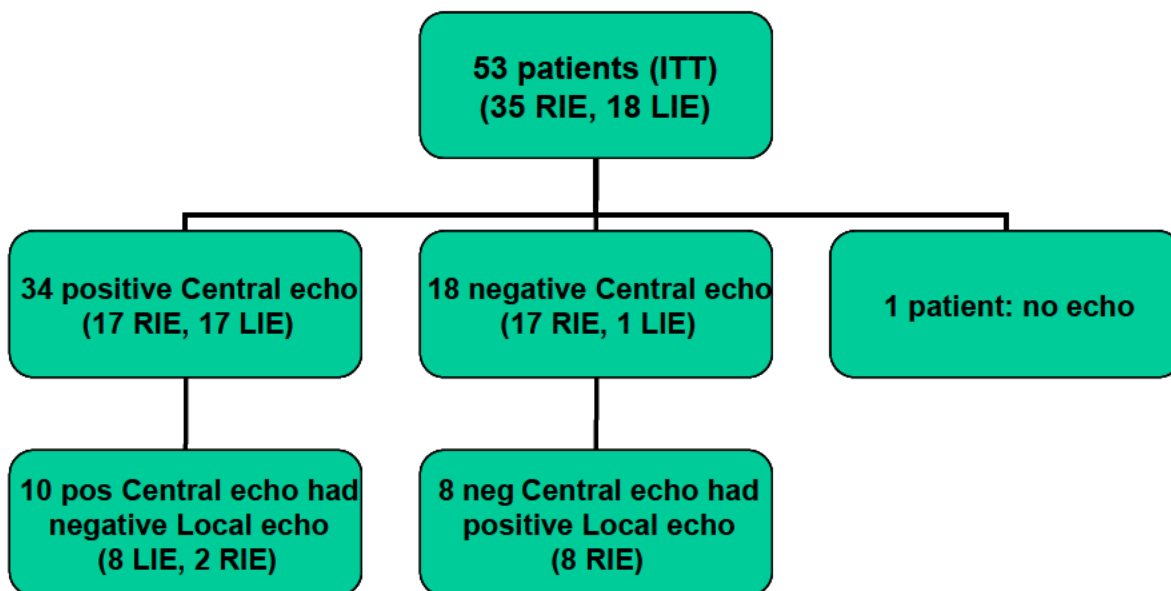 53 patients (ITT)
(35 RIE, 18 LIE)
34 positive Central echo
(17 RIE, 17 LIE)
18 negative Central echo
(17 RIE, 1 LIE)
1 patient: no echo
10 pos Central echo had
negative Local echo
(8 LIE, 2 RIE)
8 neg Central echo had
positive Local echo
(8 RIE)